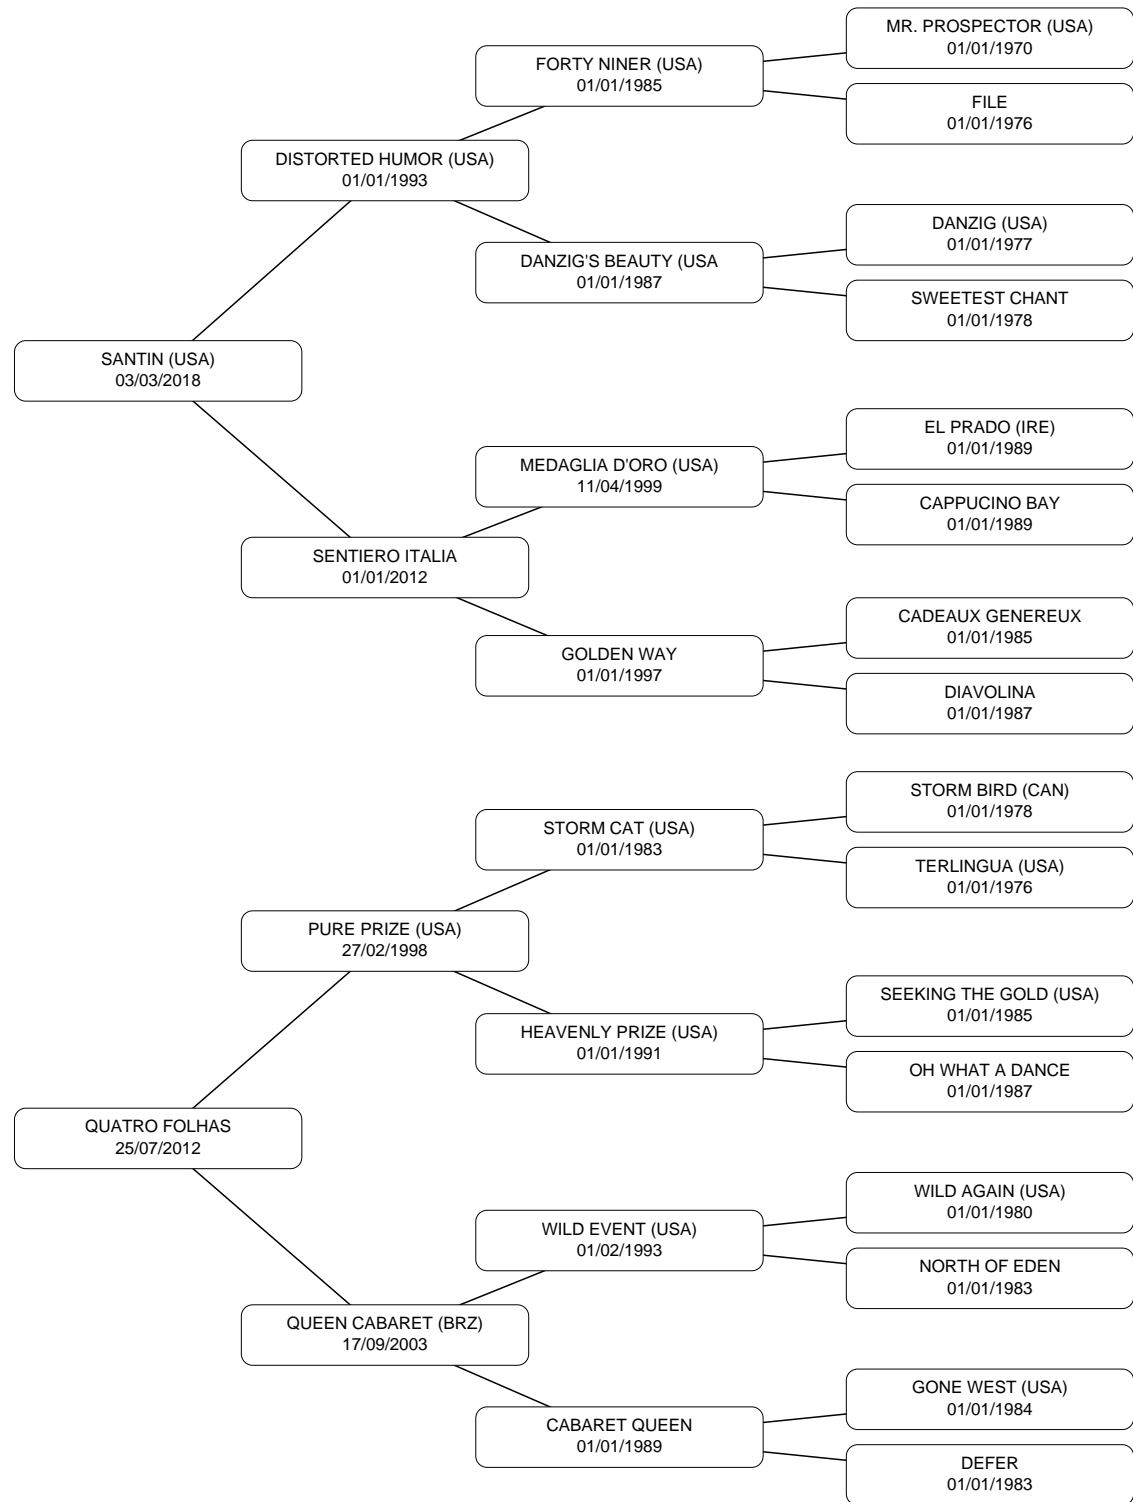 MR. PROSPECTOR (USA)
01/01/1970
FORTY NINER (USA)
01/01/1985
FILE
01/01/1976
DISTORTED HUMOR (USA)
01/01/1993
DANZIG (USA)
01/01/1977
DANZIG'S BEAUTY (USA
01/01/1987
SWEETEST CHANT
01/01/1978
SANTIN (USA)
03/03/2018
EL PRADO (IRE)
01/01/1989
MEDAGLIA D'ORO (USA)
11/04/1999
CAPPUCINO BAY
01/01/1989
SENTIERO ITALIA
01/01/2012
CADEAUX GENEREUX
01/01/1985
GOLDEN WAY
01/01/1997
DIAVOLINA
01/01/1987
STORM BIRD (CAN)
01/01/1978
STORM CAT (USA)
01/01/1983
TERLINGUA (USA)
01/01/1976
PURE PRIZE (USA)
27/02/1998
SEEKING THE GOLD (USA)
01/01/1985
HEAVENLY PRIZE (USA)
01/01/1991
OH WHAT A DANCE
01/01/1987
QUATRO FOLHAS
25/07/2012
WILD AGAIN (USA)
01/01/1980
WILD EVENT (USA)
01/02/1993
NORTH OF EDEN
01/01/1983
QUEEN CABARET (BRZ)
17/09/2003
GONE WEST (USA)
01/01/1984
CABARET QUEEN
01/01/1989
DEFER
01/01/1983